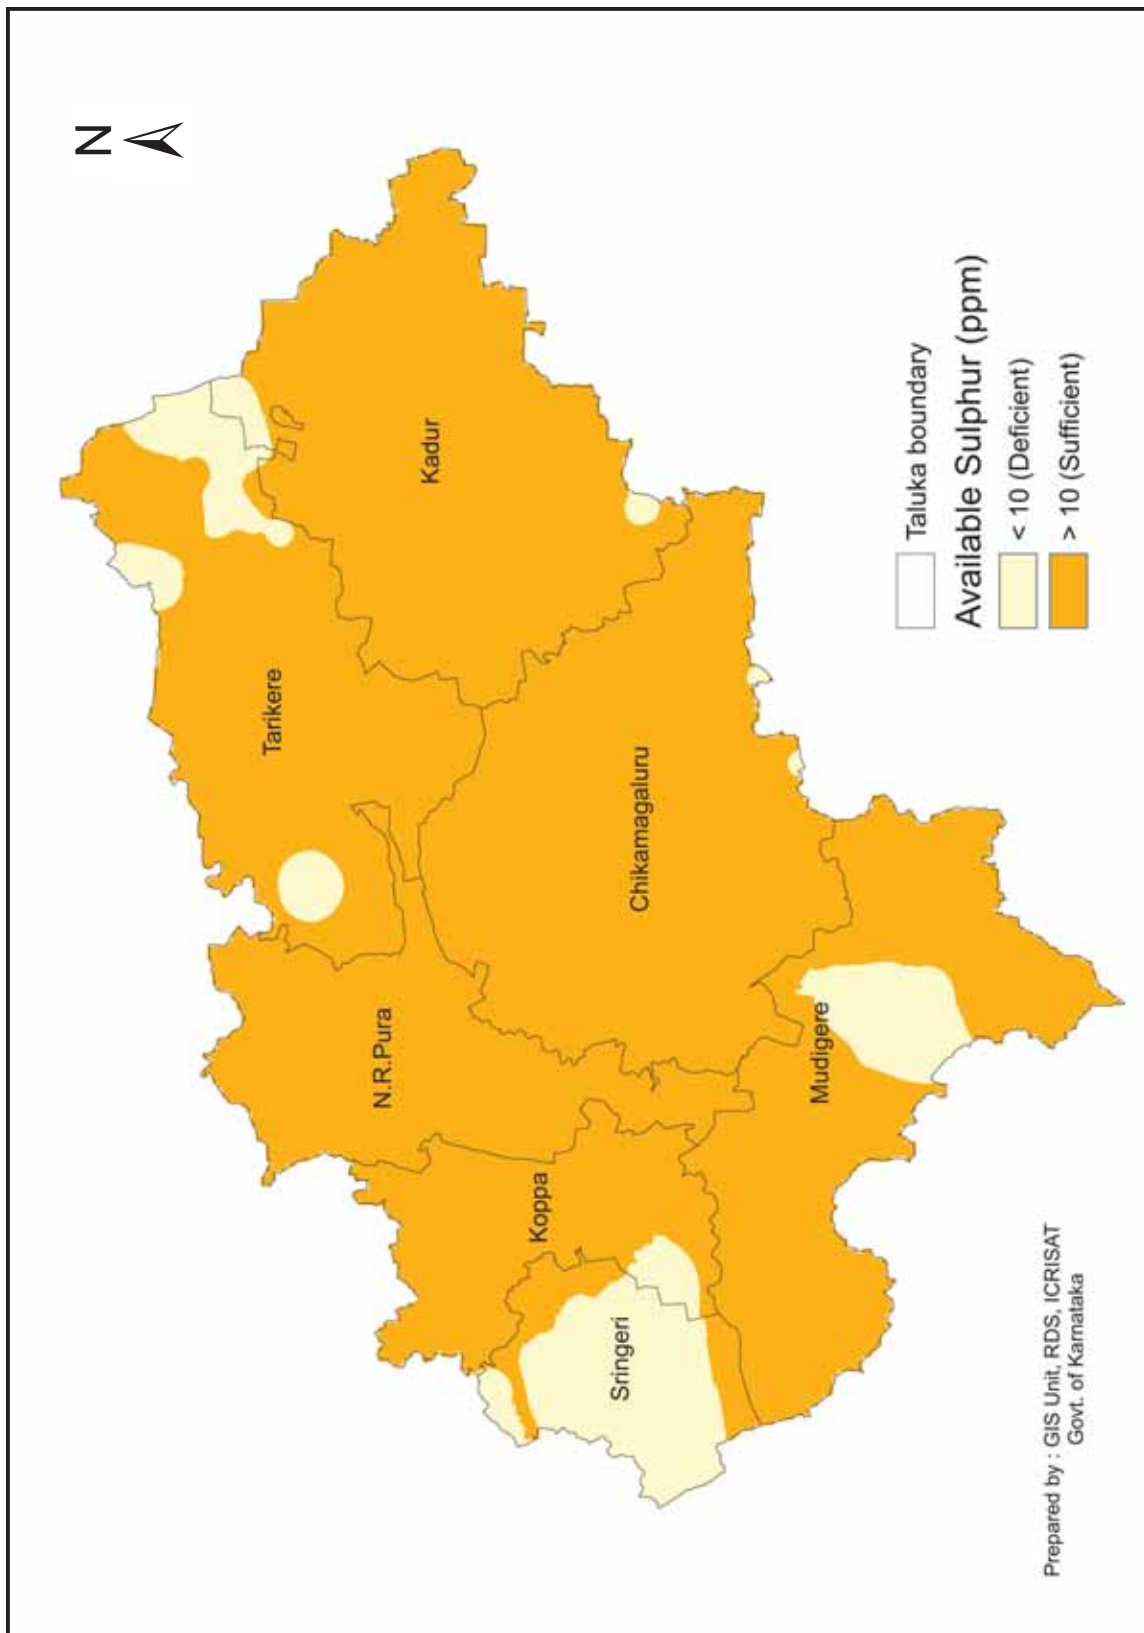 N
Tarikere
Kadur
N.R.Pura
Koppa
Sringeri
Chikamagaluru
Mudigere
Taluka boundary
Available Sulphur (ppm)
< 10 (Deficient)
> 10 (Sufficient)
Prepared by : GIS Unit, RDS, ICRISAT
Govt. of Karnataka